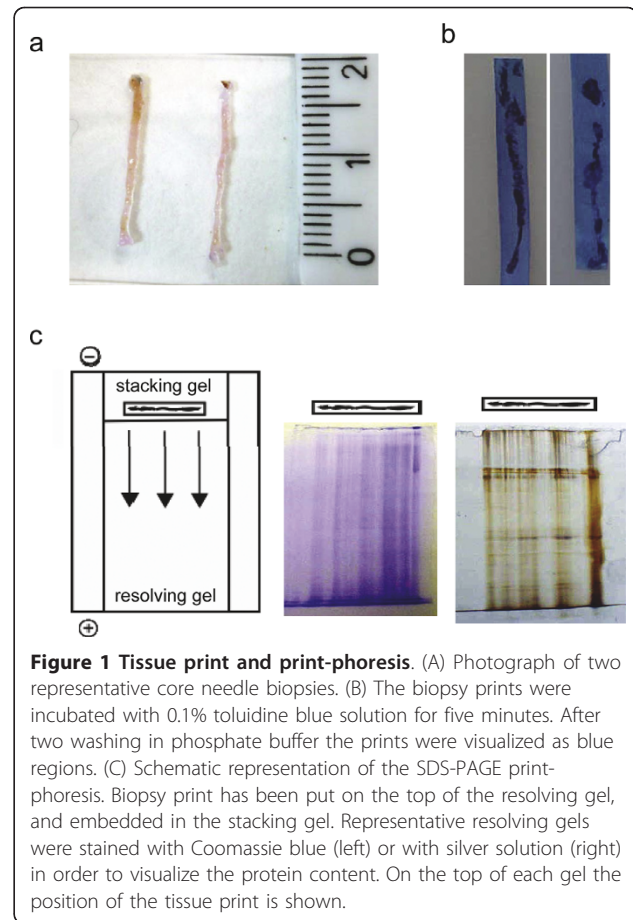 a
b
2
1
0
c
⊖
stacking gel
resolving gel
⊕
Figure 1 Tissue print and print-phoresis. (A) Photograph of two
representative core needle biopsies. (B) The biopsy prints were
incubated with 0.1% toluidine blue solution for five minutes. After
two washing in phosphate buffer the prints were visualized as blue
regions. (C) Schematic representation of the SDS-PAGE print-
phoresis. Biopsy print has been put on the top of the resolving gel,
and embedded in the stacking gel. Representative resolving gels
were stained with Coomassie blue (left) or with silver solution (right)
in order to visualize the protein content. On the top of each gel the
position of the tissue print is shown.